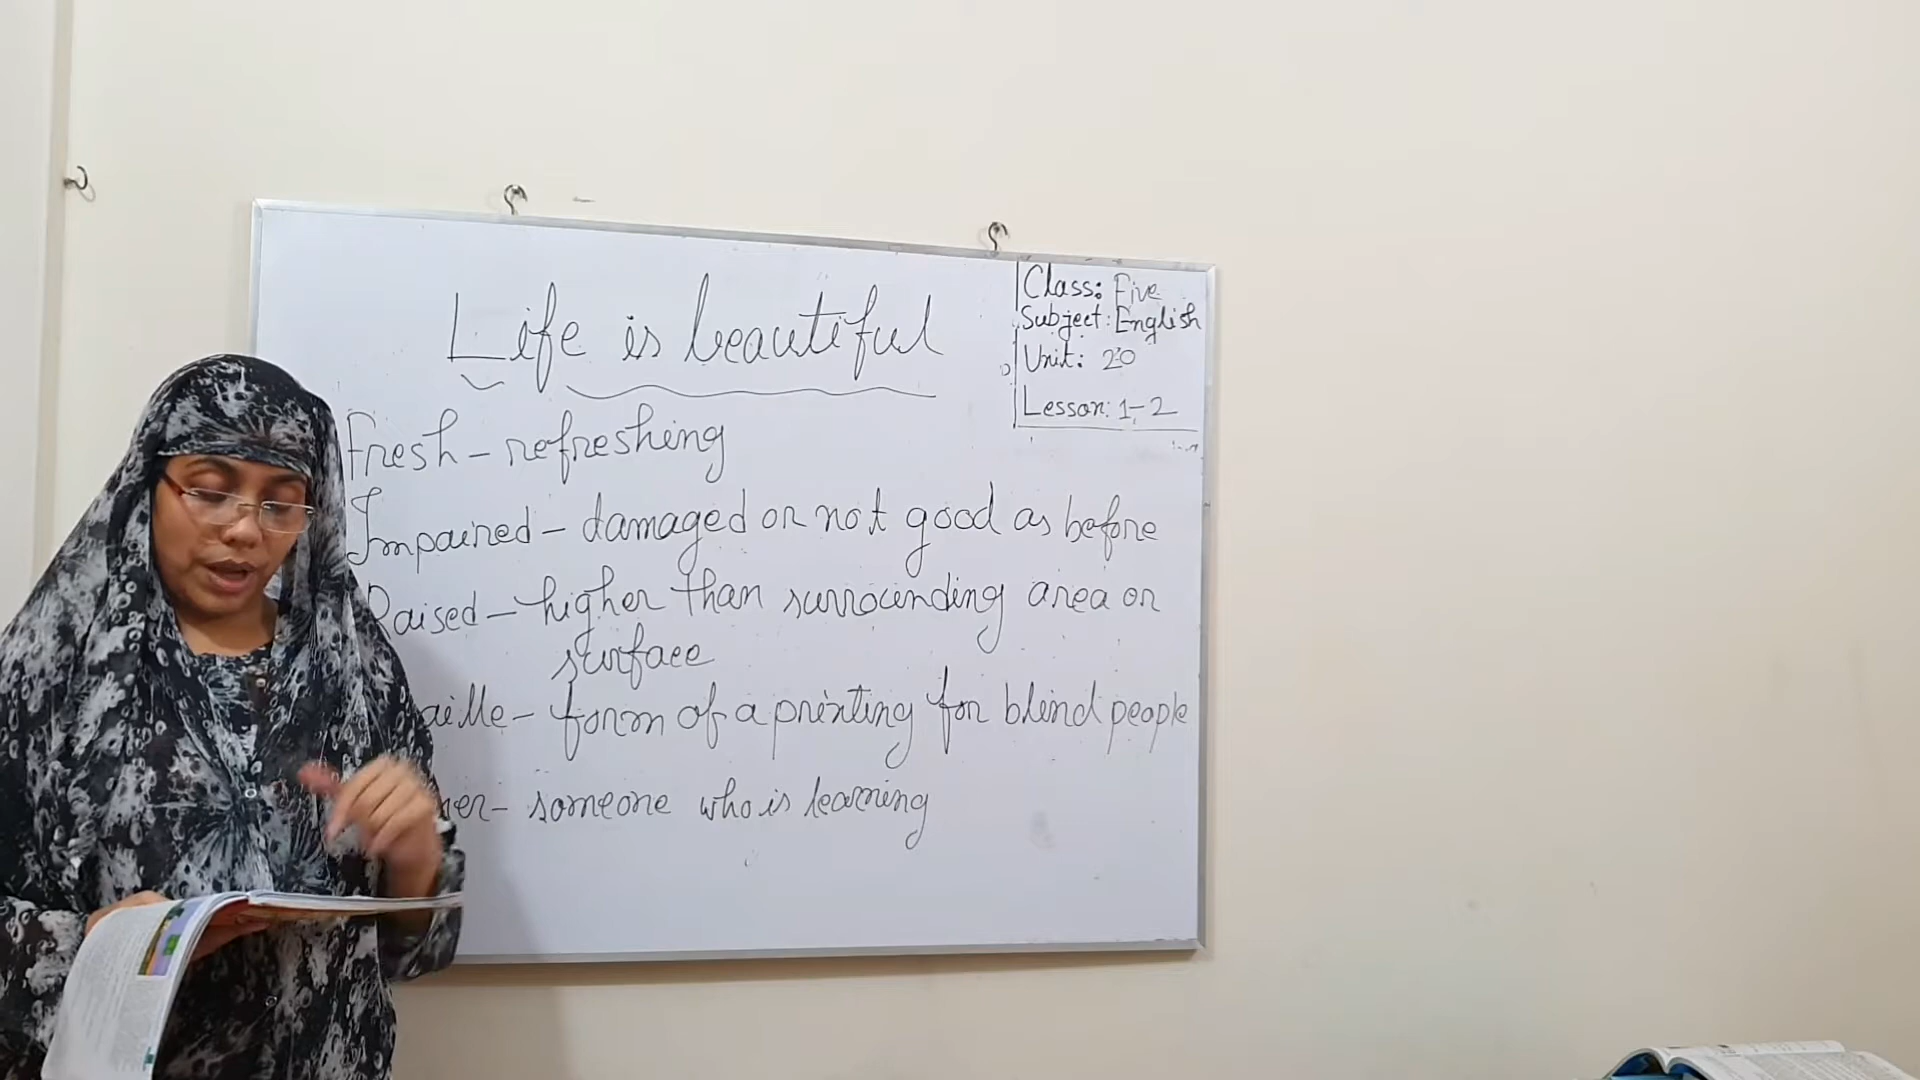 Life is beautiful
Class: Five
Subject: English
Unit: 20
Lesson: 1-2
Fresh - refreshing
Impaired - damaged or not good as before
Raised - higher than surrounding area or
surface
aille - form of a printing for blind people
ner - someone who is learning